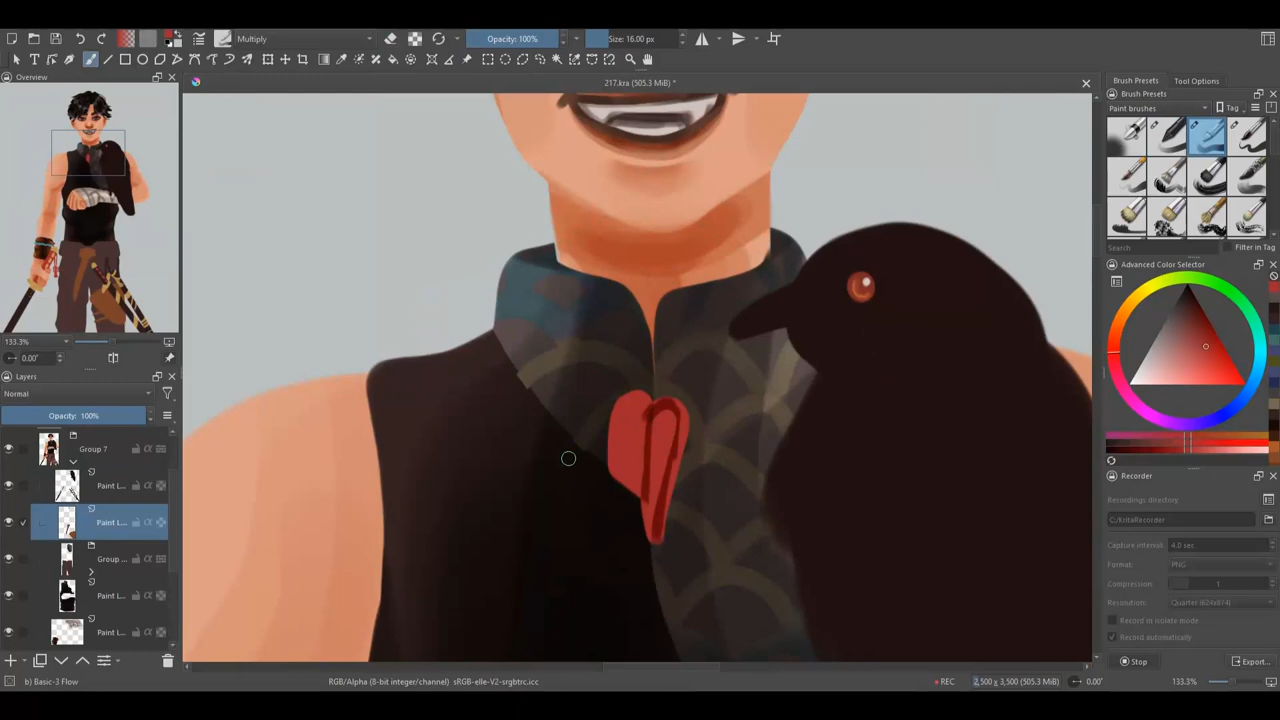 Multiply
Opacity: 100%
Size: 16.00 px
Overview
217.kra (505.3 MiB) *
Brush Presets
Tool Options
Brush Presets
Paint brushes
Tag
Search
Filter in Tag
Advanced Color Selector
133.3%
0.00°
Layers
Normal
Opacity: 100%
Group 7
Paint L...
Paint L...
Group ...
Paint L...
Paint L...
Recorder
Recordings directory
C:/KritaRecorder
Capture interval: 4.0 sec
Format: PNG
Compression: 1
Resolution: Quarter (624x874)
Record in isolate mode
Record automatically
Stop
Export...
b) Basic-3 Flow
RGB/Alpha (8-bit integer/channel) sRGB-elle-V2-srgbtrc.icc
REC
2,500 x 3,500 (505.3 MiB)
0.00°
133.3%